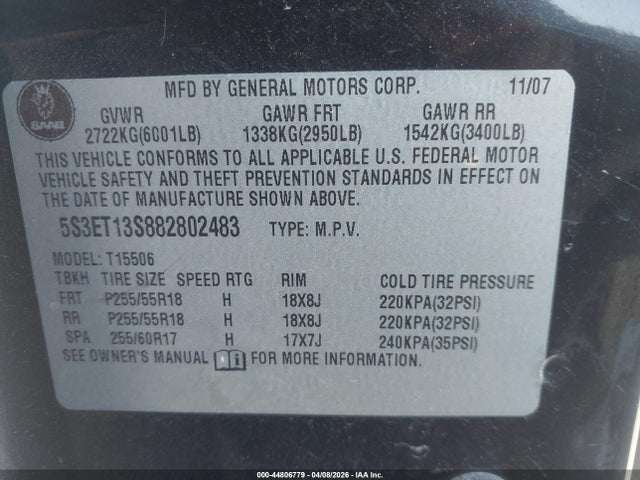 MFD BY GENERAL MOTORS CORP. 11/07
SAAB
GVWR GAWR FRT GAWR RR
2722KG(6001LB) 1338KG(2950LB) 1542KG(3400LB)
THIS VEHICLE CONFORMS TO ALL APPLICABLE U.S. FEDERAL MOTOR
VEHICLE SAFETY AND THEFT PREVENTION STANDARDS IN EFFECT ON
THE DATE OF MANUFACTURE SHOWN ABOVE.
5S3ET13S882802483 TYPE: M.P.V.
MODEL: T15506
TBKH TIRE SIZE SPEED RTG RIM COLD TIRE PRESSURE
FRT P255/55R18 H 18X8J 220KPA(32PSI)
RR P255/55R18 H 18X8J 220KPA(32PSI)
SPA 255/60R17 H 17X7J 240KPA(35PSI)
SEE OWNER'S MANUAL i FOR MORE INFORMATION.
000-44806779 - 04/08/2026 - IAA Inc.